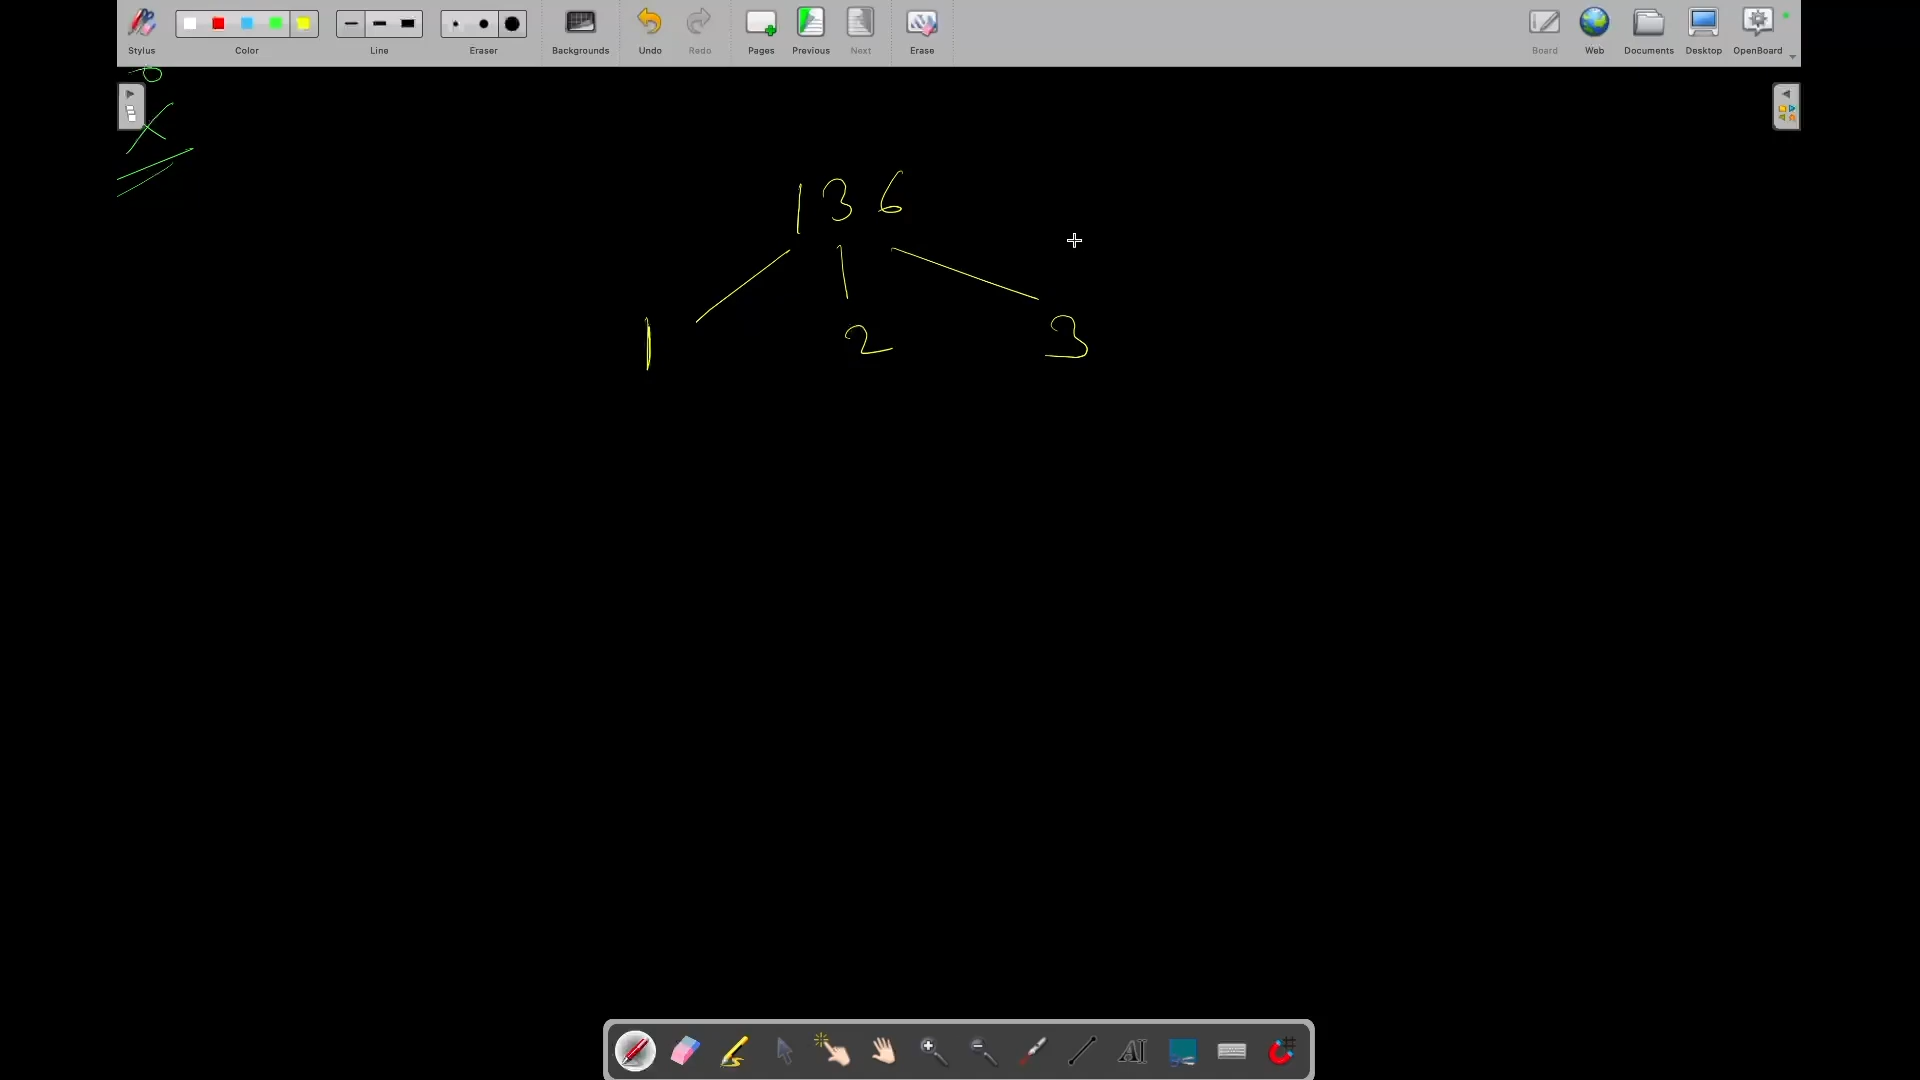 Stylus Color Line Eraser Backgrounds Undo Redo Pages Previous Next Erase Board Web Documents Desktop OpenBoard
136
1 2 3
AI